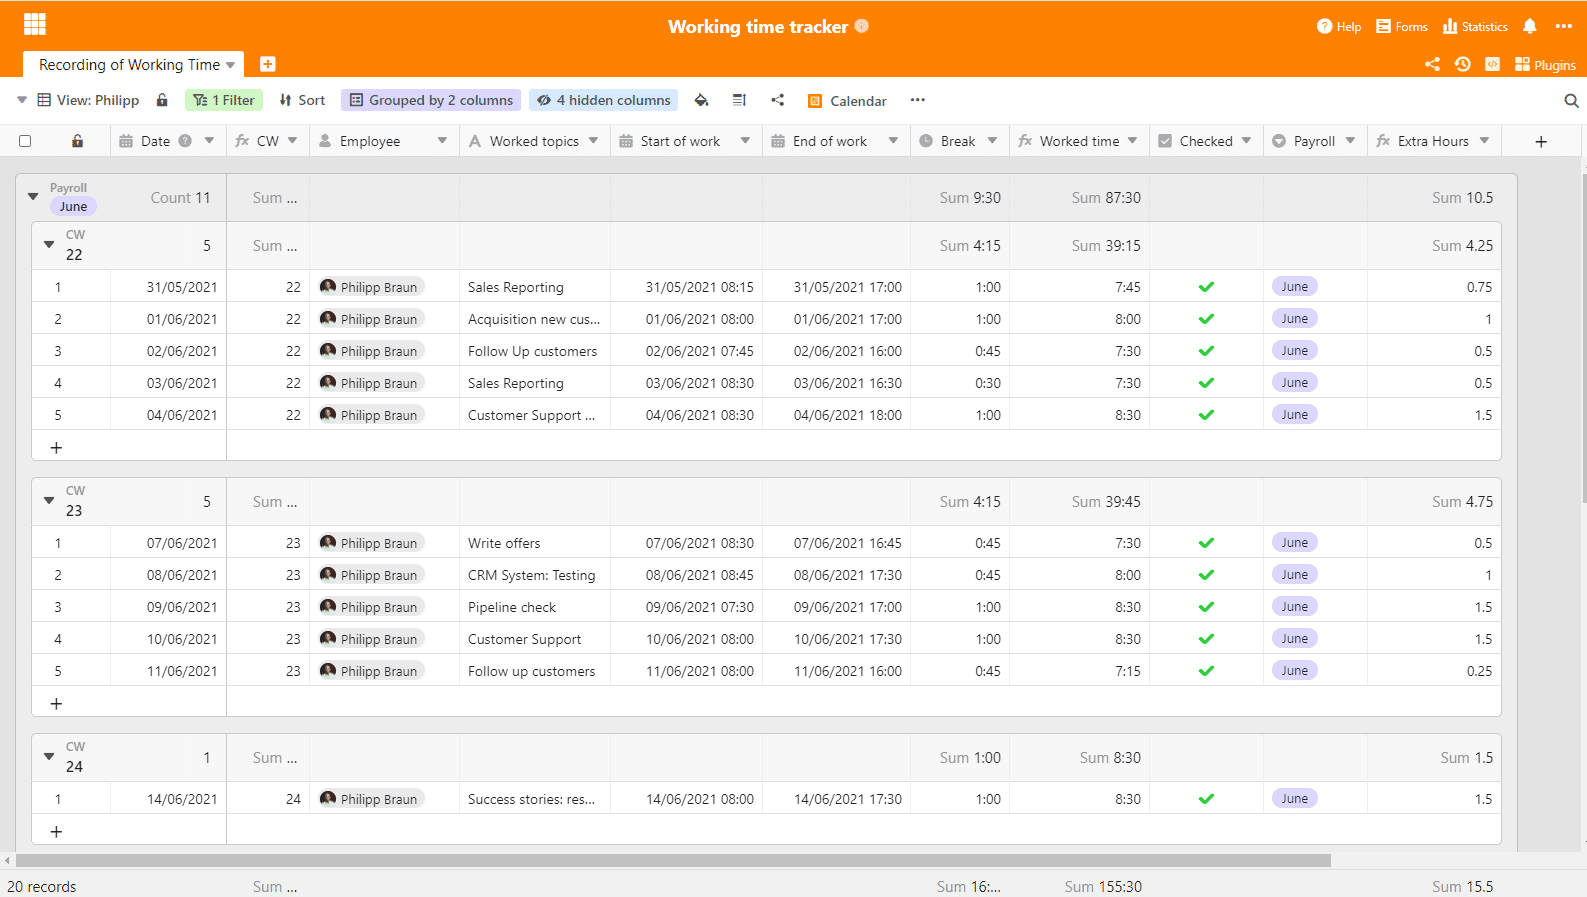 Working time tracker
Help Forms Statistics
Recording of Working Time
Plugins
View: Philipp 1 Filter Sort Grouped by 2 columns 4 hidden columns Calendar
Date CW Employee Worked topics Start of work End of work Break Worked time Checked Payroll Extra Hours
Payroll
June Count 11 Sum ... Sum 9:30 Sum 87:30 Sum 10.5
CW
22 5 Sum ... Sum 4:15 Sum 39:15 Sum 4.25
1 31/05/2021 22 Philipp Braun Sales Reporting 31/05/2021 08:15 31/05/2021 17:00 1:00 7:45 June 0.75
2 01/06/2021 22 Philipp Braun Acquisition new cus... 01/06/2021 08:00 01/06/2021 17:00 1:00 8:00 June 1
3 02/06/2021 22 Philipp Braun Follow Up customers 02/06/2021 07:45 02/06/2021 16:00 0:45 7:30 June 0.5
4 03/06/2021 22 Philipp Braun Sales Reporting 03/06/2021 08:30 03/06/2021 16:30 0:30 7:30 June 0.5
5 04/06/2021 22 Philipp Braun Customer Support ... 04/06/2021 08:30 04/06/2021 18:00 1:00 8:30 June 1.5
CW
23 5 Sum ... Sum 4:15 Sum 39:45 Sum 4.75
1 07/06/2021 23 Philipp Braun Write offers 07/06/2021 08:30 07/06/2021 16:45 0:45 7:30 June 0.5
2 08/06/2021 23 Philipp Braun CRM System: Testing 08/06/2021 08:45 08/06/2021 17:30 0:45 8:00 June 1
3 09/06/2021 23 Philipp Braun Pipeline check 09/06/2021 07:30 09/06/2021 17:00 1:00 8:30 June 1.5
4 10/06/2021 23 Philipp Braun Customer Support 10/06/2021 08:00 10/06/2021 17:30 1:00 8:30 June 1.5
5 11/06/2021 23 Philipp Braun Follow up customers 11/06/2021 08:00 11/06/2021 16:00 0:45 7:15 June 0.25
CW
24 1 Sum ... Sum 1:00 Sum 8:30 Sum 1.5
1 14/06/2021 24 Philipp Braun Success stories: res... 14/06/2021 08:00 14/06/2021 17:30 1:00 8:30 June 1.5
20 records Sum ... Sum 16:... Sum 155:30 Sum 15.5